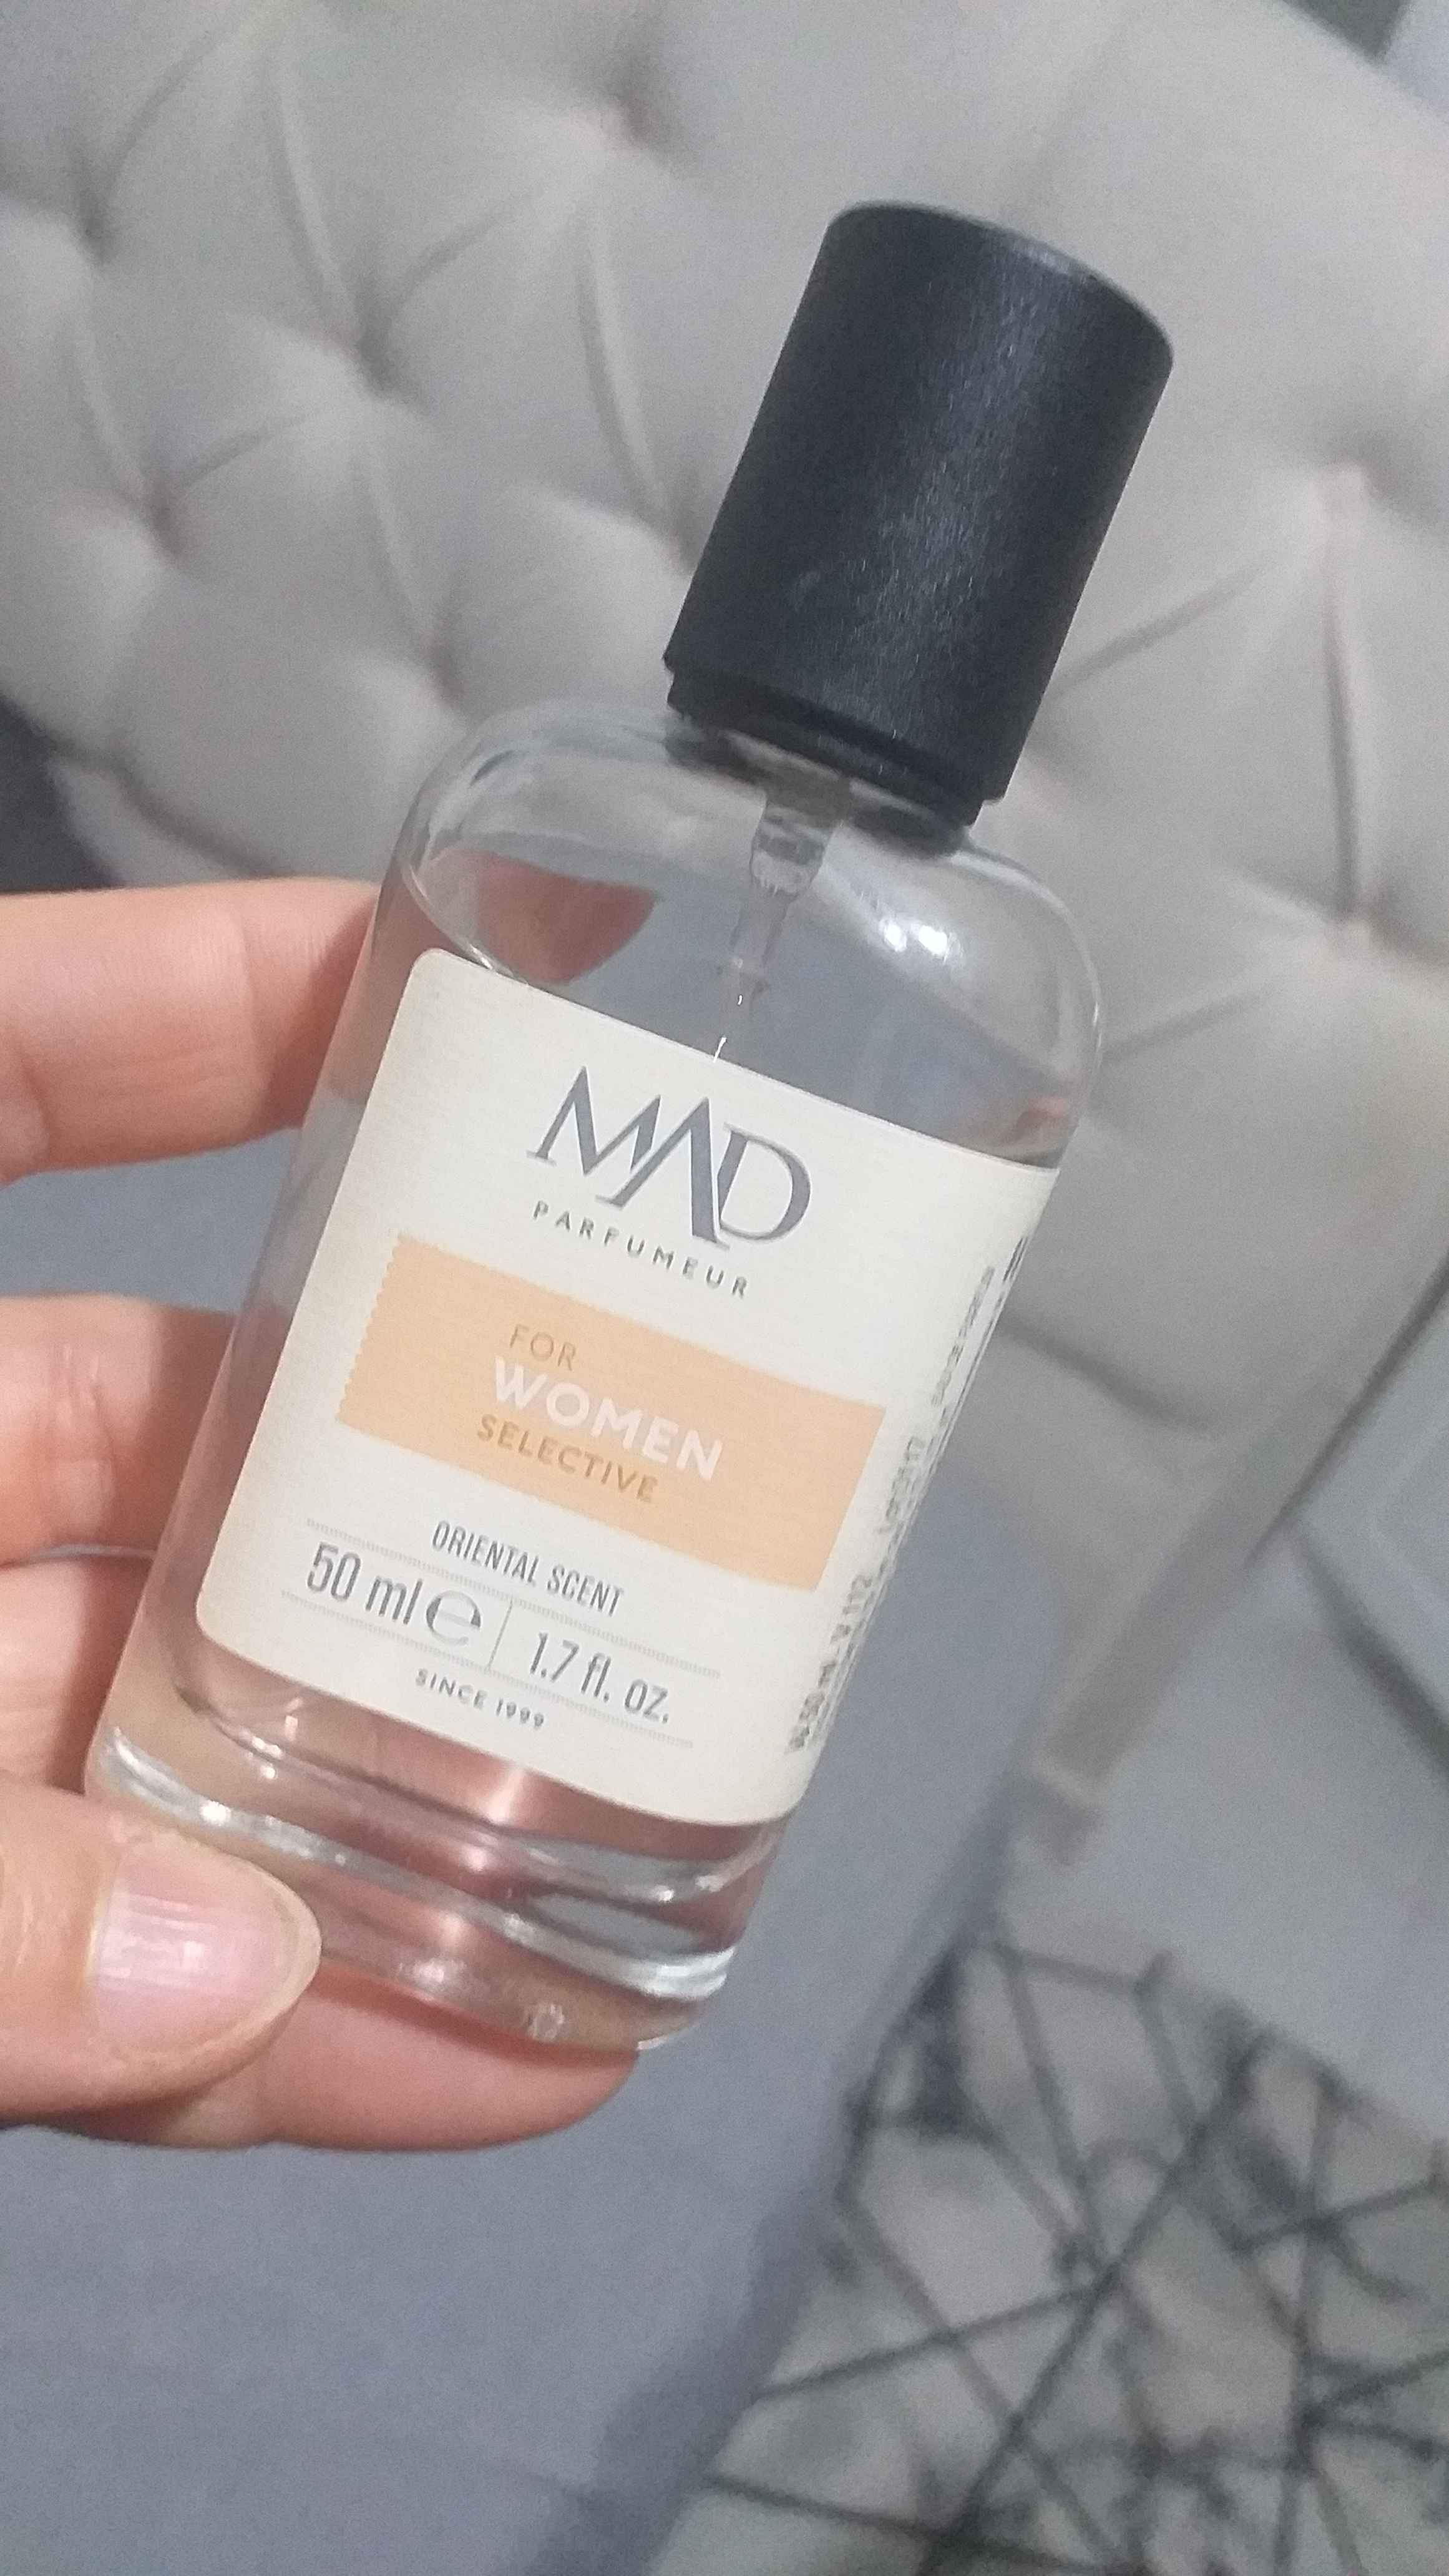 MAD
PARFUMEUR
FOR
WOMEN
SELECTIVE
ORIENTAL SCENT
50 ml e 1.7 fl. oz.
SINCE 1999